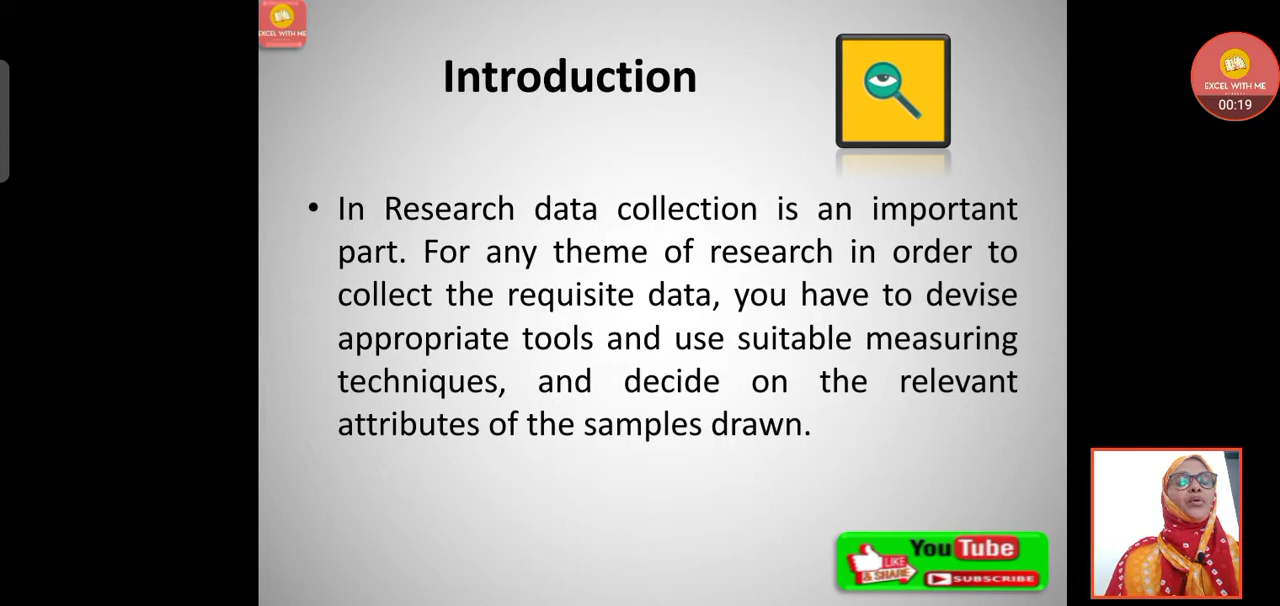 EXCEL WITH ME
Introduction
EXCEL WITH ME
00:19
• In Research data collection is an important
part. For any theme of research in order to
collect the requisite data, you have to devise
appropriate tools and use suitable measuring
techniques, and decide on the relevant
attributes of the samples drawn.
YouTube
LIKE
& SHARE
SUBSCRIBE